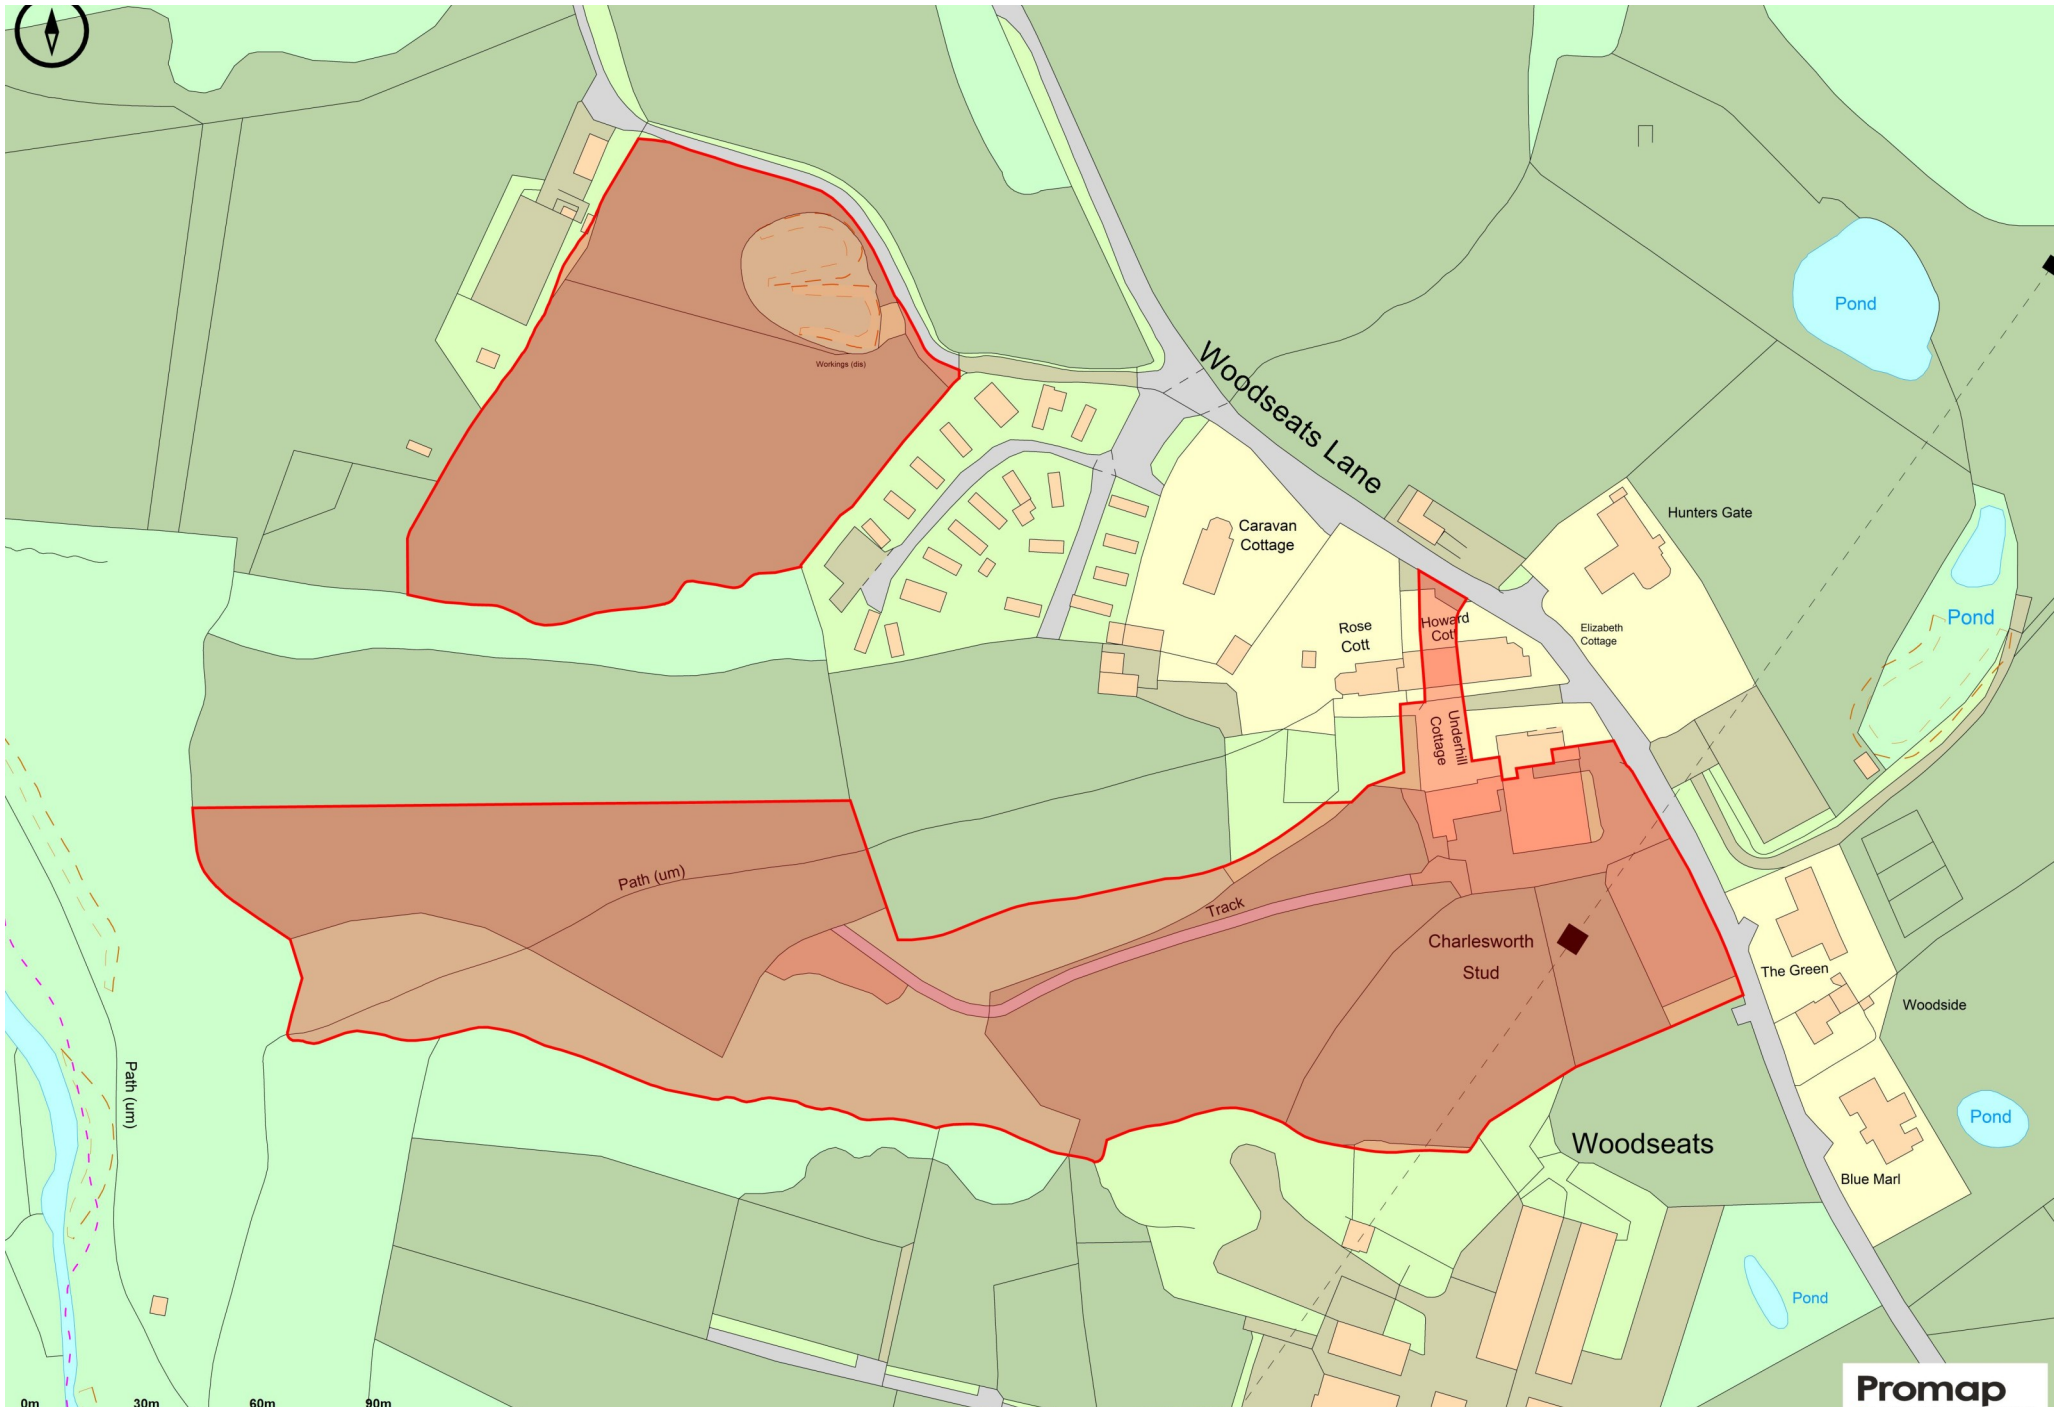 Workings (dis)
Woodseats Lane
Pond
Hunters Gate
Caravan
Cottage
Rose
Cott
Howard
Cott
Elizabeth
Cottage
Pond
Underhill
Cottage
Path (um)
Track
Charlesworth
Stud
The Green
Woodside
Path (um)
Woodseats
Pond
Blue Marl
Pond
0m 30m 60m 90m
Promap